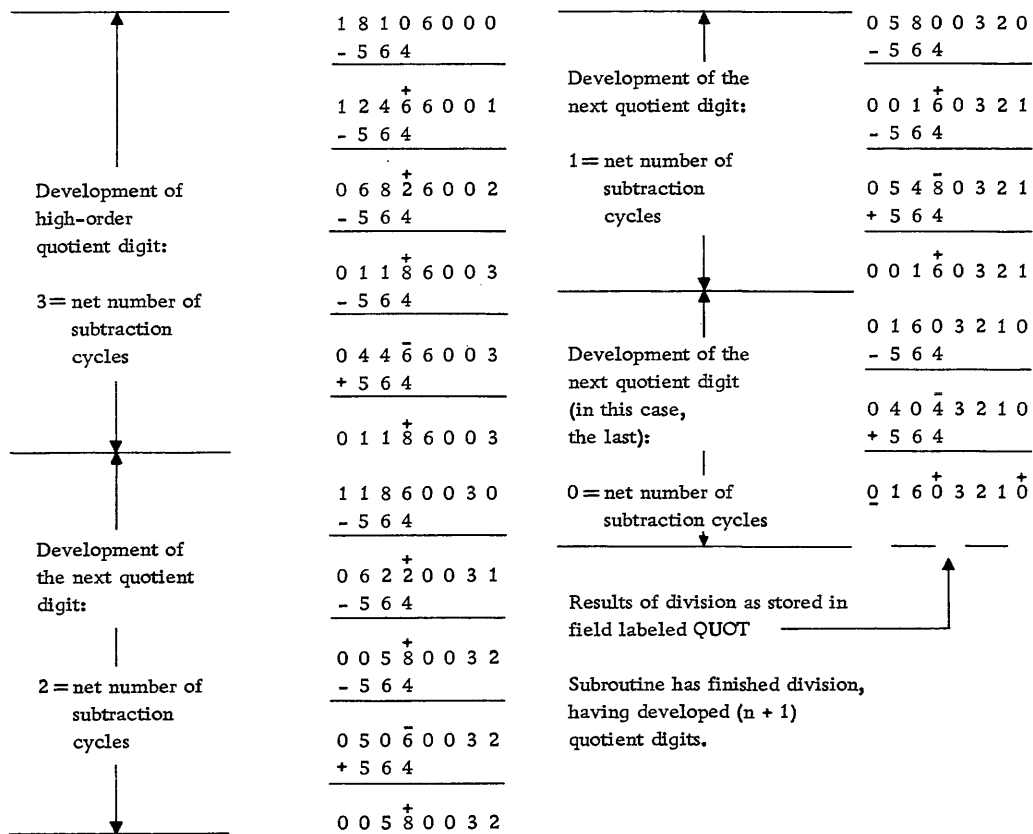 1 8 1 0 6 0 0 0
- 5 6 4
+
1 2 4 6 6 0 0 1
- 5 6 4
+
0 6 8 2 6 0 0 2
- 5 6 4
+
0 1 1 8 6 0 0 3
- 5 6 4
-
0 4 4 6 6 0 0 3
+ 5 6 4
+
0 1 1 8 6 0 0 3
Development of
high-order
quotient digit:
3 = net number of
subtraction
cycles
1 1 8 6 0 0 3 0
- 5 6 4
+
0 6 2 2 0 0 3 1
- 5 6 4
+
0 0 5 8 0 0 3 2
- 5 6 4
-
0 5 0 6 0 0 3 2
+ 5 6 4
+
0 0 5 8 0 0 3 2
Development of
the next quotient
digit:
2 = net number of
subtraction
cycles
0 5 8 0 0 3 2 0
- 5 6 4
+
0 0 1 6 0 3 2 1
- 5 6 4
-
0 5 4 8 0 3 2 1
+ 5 6 4
+
0 0 1 6 0 3 2 1
Development of the
next quotient digit:
1 = net number of
subtraction
cycles
0 1 6 0 3 2 1 0
- 5 6 4
-
0 4 0 4 3 2 1 0
+ 5 6 4
+ +
0 1 6 0 3 2 1 0
Development of the
next quotient digit
(in this case,
the last):
0 = net number of
subtraction cycles
Results of division as stored in
field labeled QUOT
Subroutine has finished division,
having developed (n + 1)
quotient digits.